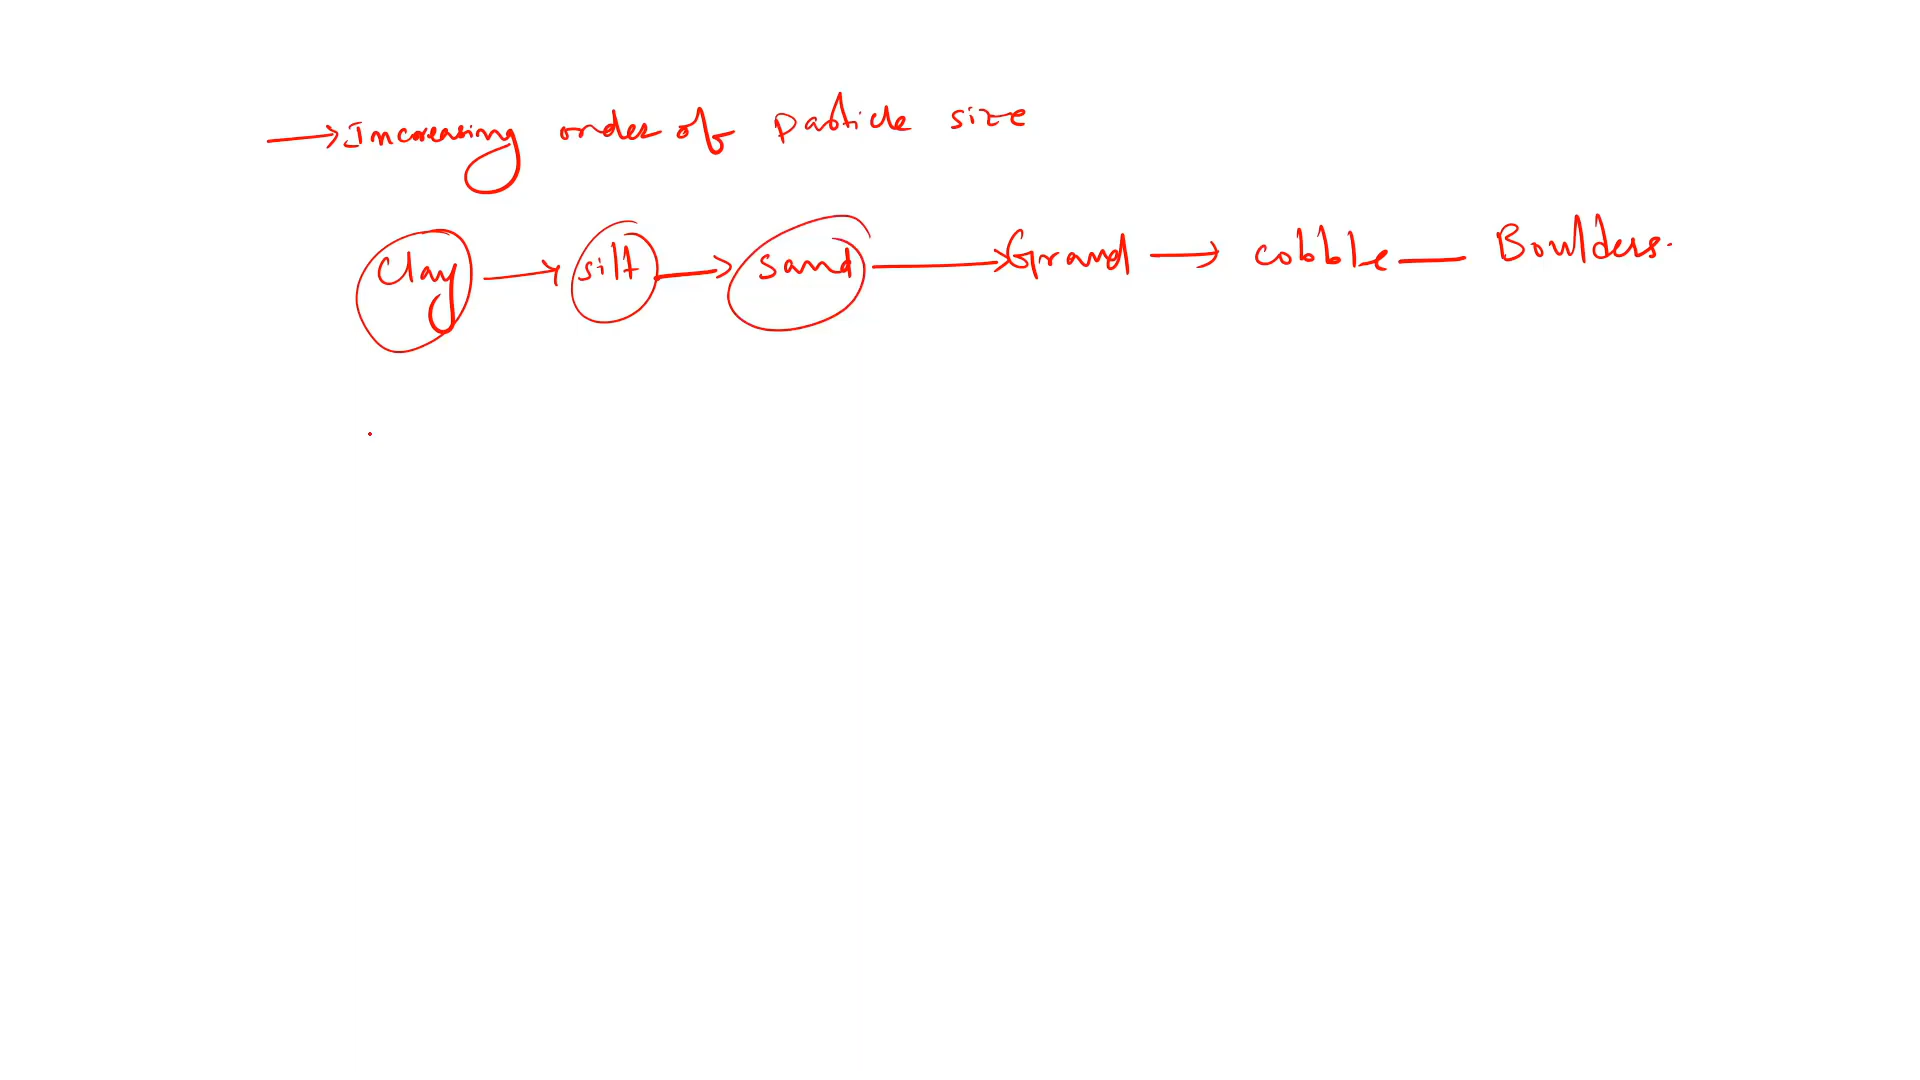 → Increasing order of particle size
clay → silt → sand → Gravel → cobble — Boulders.